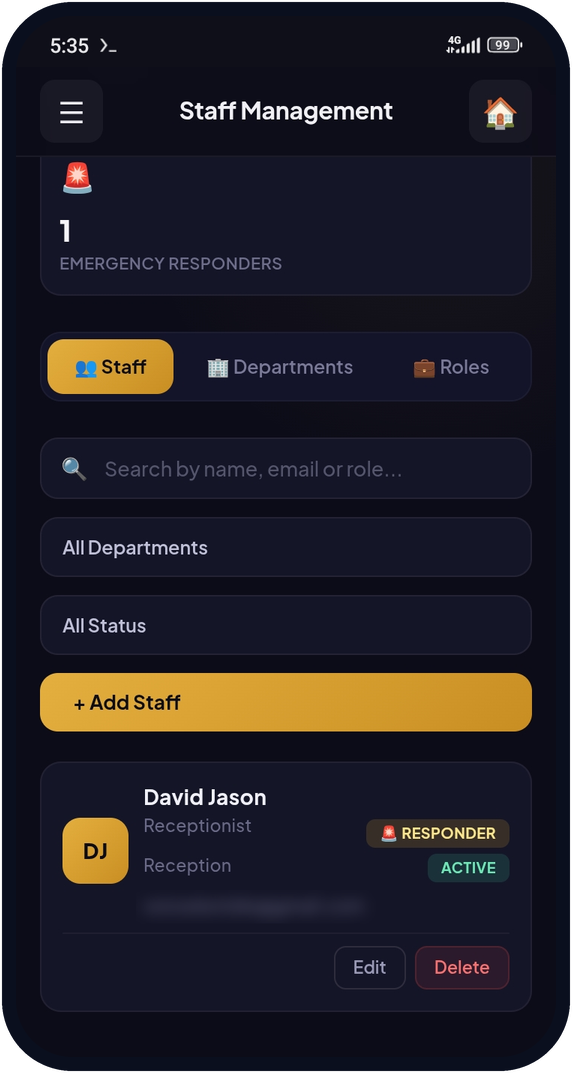 5:35
4G
99
Staff Management
1
EMERGENCY RESPONDERS
Staff
Departments
Roles
Search by name, email or role...
All Departments
All Status
+ Add Staff
David Jason
Receptionist
RESPONDER
DJ
Reception
ACTIVE
Edit
Delete